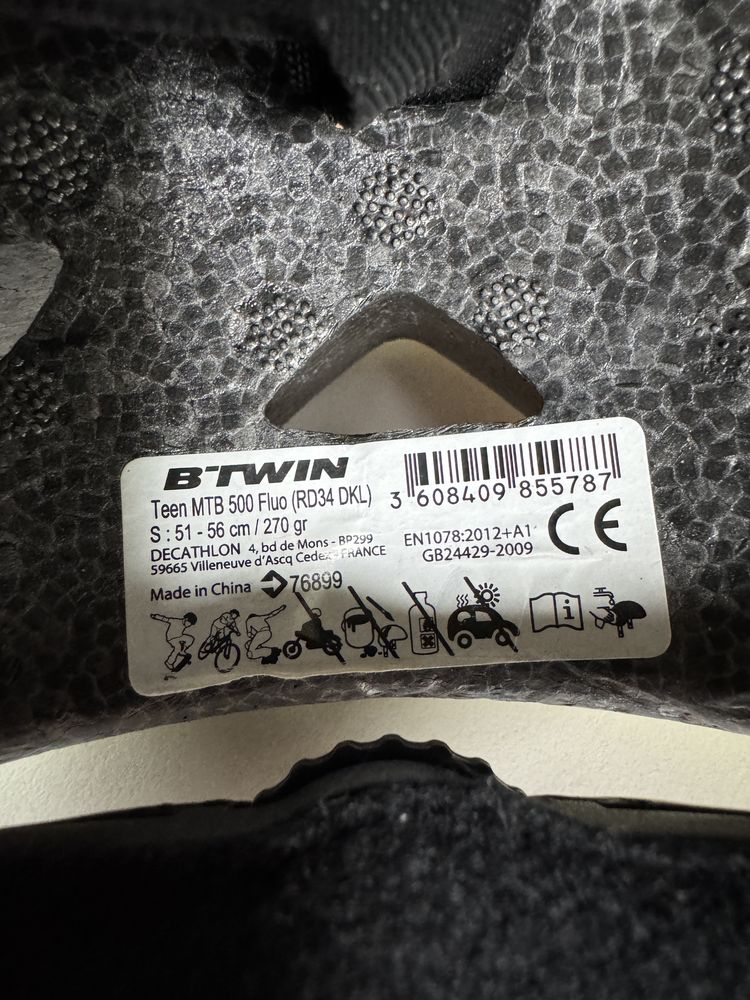 B'TWIN
Teen MTB 500 Fluo (RD34 DKL)
S : 51 - 56 cm / 270 gr
DECATHLON 4, bd de Mons - BP299
59665 Villeneuve d'Ascq Cedex - FRANCE
Made in China 76899
3 608409 855787
EN1078:2012+A1
GB24429-2009
CE
i